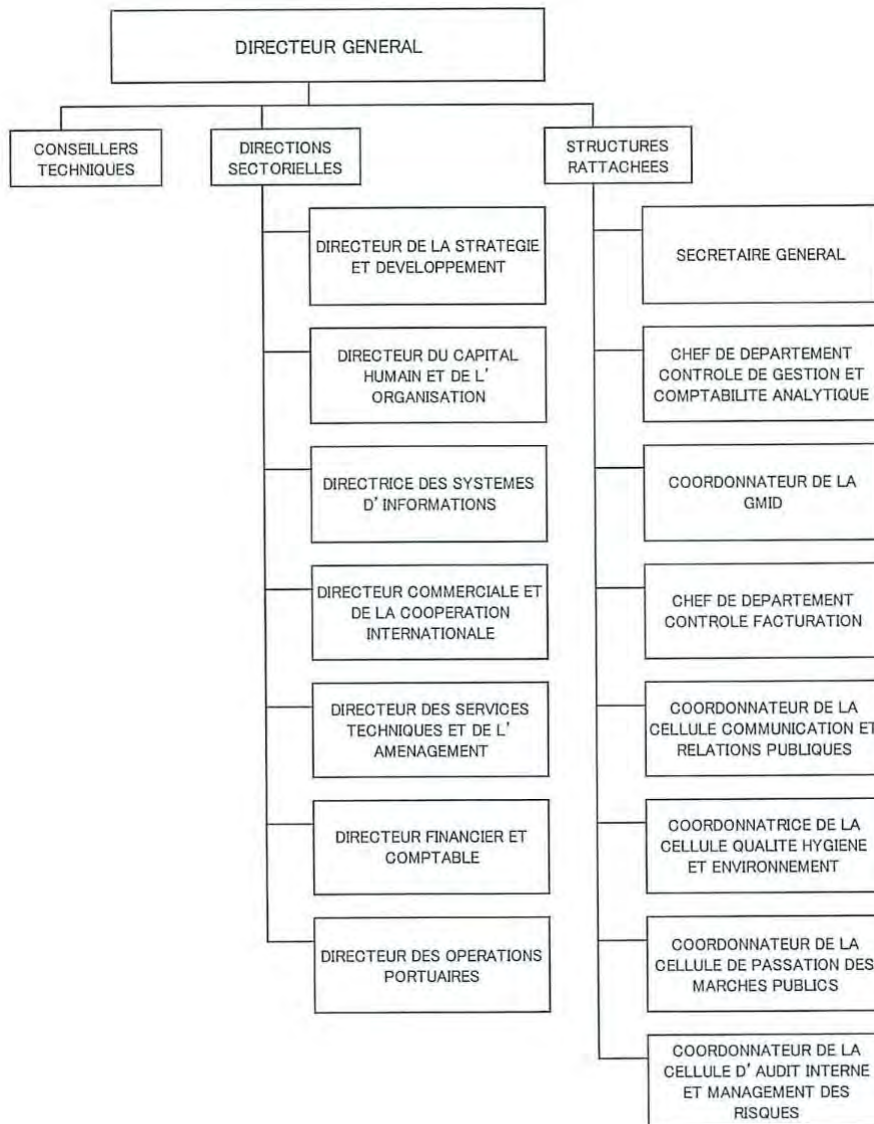 DIRECTEUR GENERAL
CONSEILLERS
TECHNIQUES
DIRECTIONS
SECTORIELLES
STRUCTURES
RATTACHEES
DIRECTEUR DE LA STRATEGIE
ET DEVELOPPEMENT
DIRECTEUR DU CAPITAL
HUMAIN ET DE L'
ORGANISATION
DIRECTRICE DES SYSTEMES
D' INFORMATIONS
DIRECTEUR COMMERCIALE ET
DE LA COOPERATION
INTERNATIONALE
DIRECTEUR DES SERVICES
TECHNIQUES ET DE L'
AMENAGEMENT
DIRECTEUR FINANCIER ET
COMPTABLE
DIRECTEUR DES OPERATIONS
PORTUAIRES
SECRETAIRE GENERAL
CHEF DE DEPARTEMENT
CONTROLE DE GESTION ET
COMPTABILITE ANALYTIQUE
COORDONNATEUR DE LA
GMID
CHEF DE DEPARTEMENT
CONTROLE FACTURATION
COORDONNATEUR DE LA
CELLULE COMMUNICATION ET
RELATIONS PUBLIQUES
COORDONNATRICE DE LA
CELLULE QUALITE HYGIENE
ET ENVIRONNEMENT
COORDONNATEUR DE LA
CELLULE DE PASSATION DES
MARCHES PUBLICS
COORDONNATEUR DE LA
CELLULE D' AUDIT INTERNE
ET MANAGEMENT DES
RISQUES